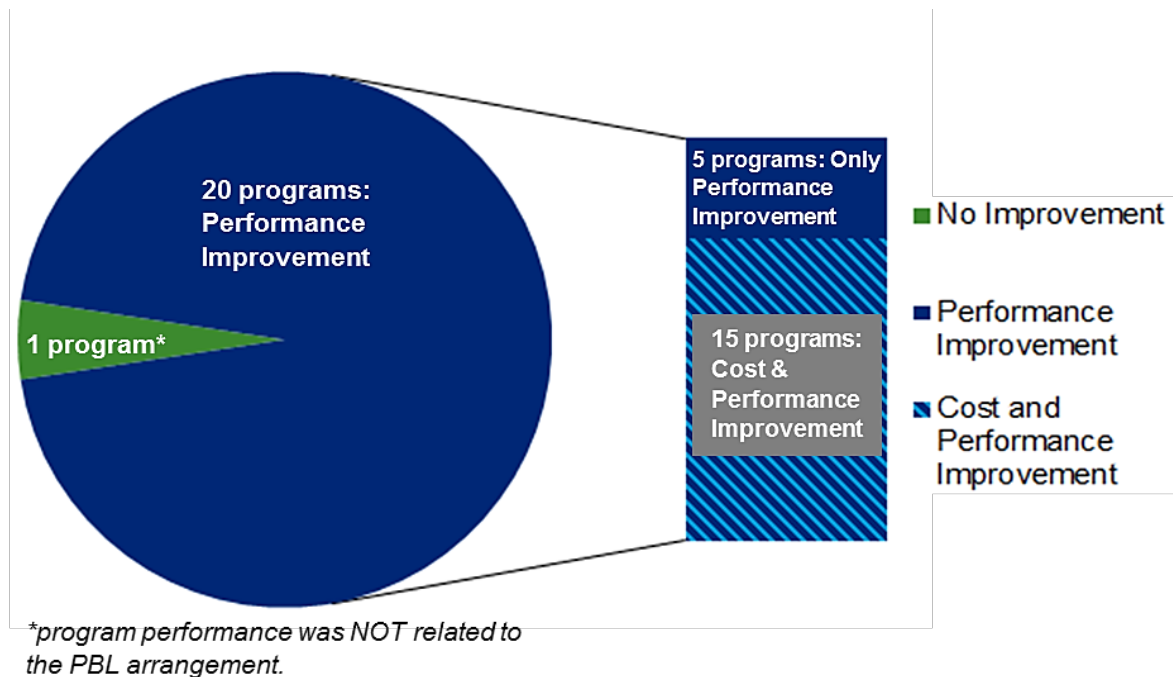 20 programs:
Performance
Improvement
1 program*
5 programs: Only
Performance
Improvement
15 programs:
Cost &
Performance
Improvement
No Improvement
Performance
Improvement
Cost and
Performance
Improvement
*program performance was NOT related to
the PBL arrangement.